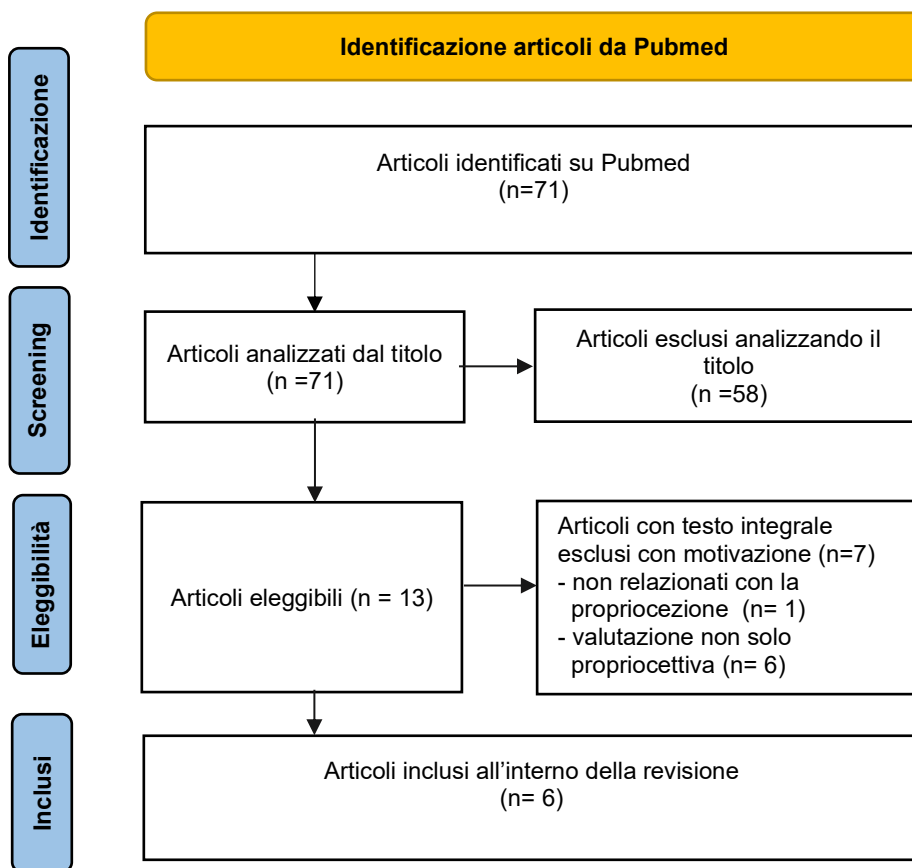 Identificazione articoli da Pubmed
Identificazione
Articoli identificati su Pubmed
(n=71)
Screening
Articoli analizzati dal titolo
(n =71)
Articoli esclusi analizzando il
titolo
(n =58)
Eleggibilità
Articoli eleggibili (n = 13)
Articoli con testo integrale
esclusi con motivazione (n=7)
- non relazionati con la
propriocezione (n= 1)
- valutazione non solo
propriocettiva (n= 6)
Inclusi
Articoli inclusi all’interno della revisione
(n= 6)